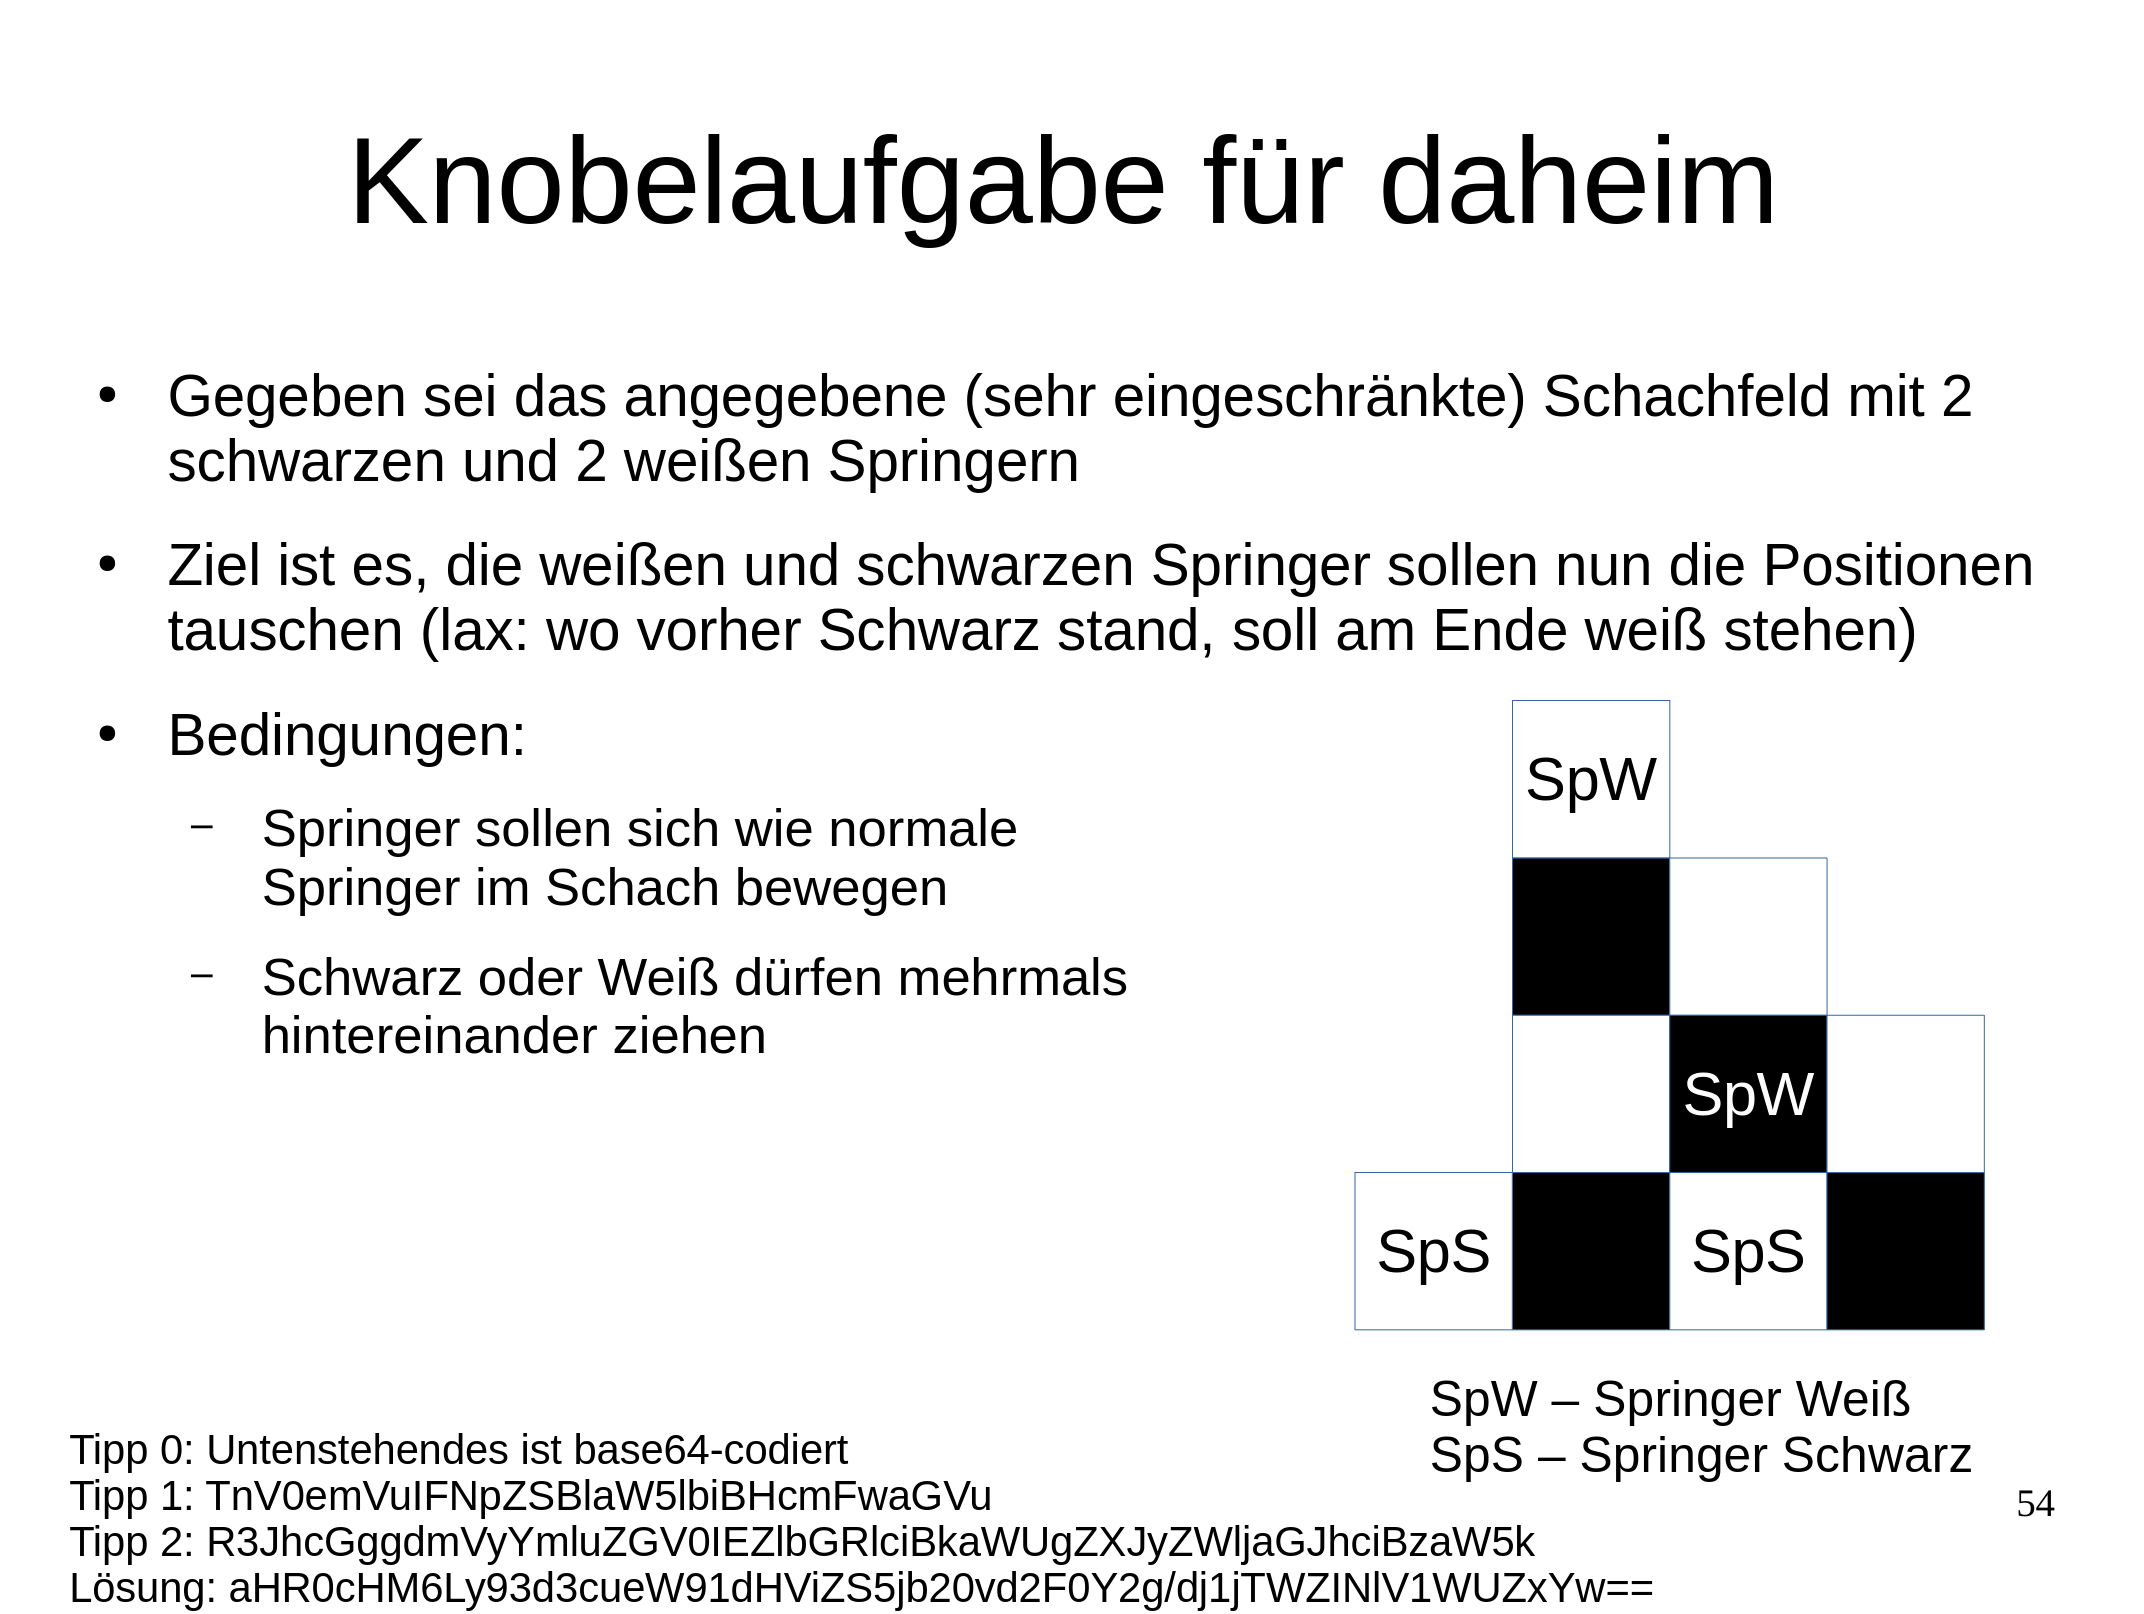 Knobelaufgabe für daheim
• Gegeben sei das angegebene (sehr eingeschränkte) Schachfeld mit 2
schwarzen und 2 weißen Springern
• Ziel ist es, die weißen und schwarzen Springer sollen nun die Positionen
tauschen (lax: wo vorher Schwarz stand, soll am Ende weiß stehen)
• Bedingungen:
– Springer sollen sich wie normale
Springer im Schach bewegen
– Schwarz oder Weiß dürfen mehrmals
hintereinander ziehen
SpW
SpW
SpS SpS
SpW – Springer Weiß
SpS – Springer Schwarz
Tipp 0: Untenstehendes ist base64-codiert
Tipp 1: TnV0emVuIFNpZSBlaW5lbiBHcmFwaGVu
Tipp 2: R3JhcGggdmVyYmluZGV0IEZlbGRlciBkaWUgZXJyZWljaGJhciBzaW5k
Lösung: aHR0cHM6Ly93d3cueW91dHViZS5jb20vd2F0Y2g/dj1jTWZINlV1WUZxYw==
54